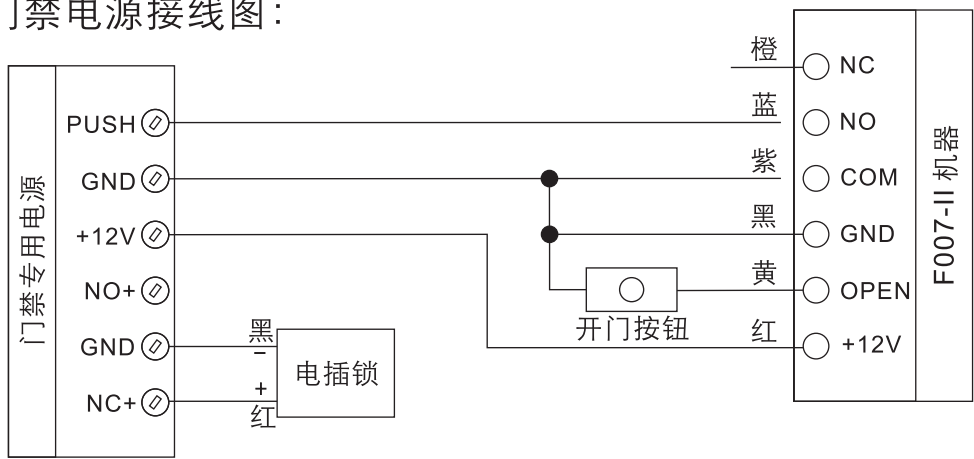 门禁电源接线图:
门禁专用电源
PUSH
GND
+12V
NO+
GND
NC+
黑
−
+
红
电插锁
开门按钮
橙
蓝
紫
黑
黄
红
NC
NO
COM
GND
OPEN
+12V
F007-II 机器